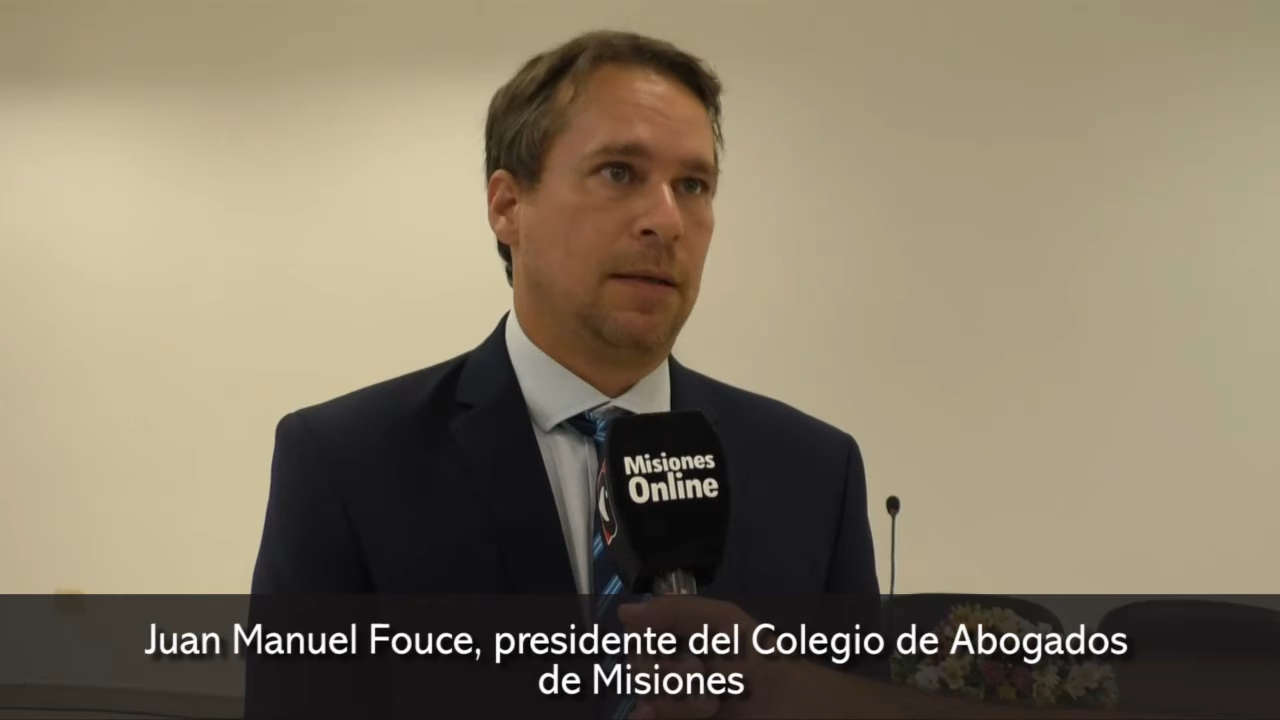 Misiones
Online
Juan Manuel Fouce, presidente del Colegio de Abogados
de Misiones